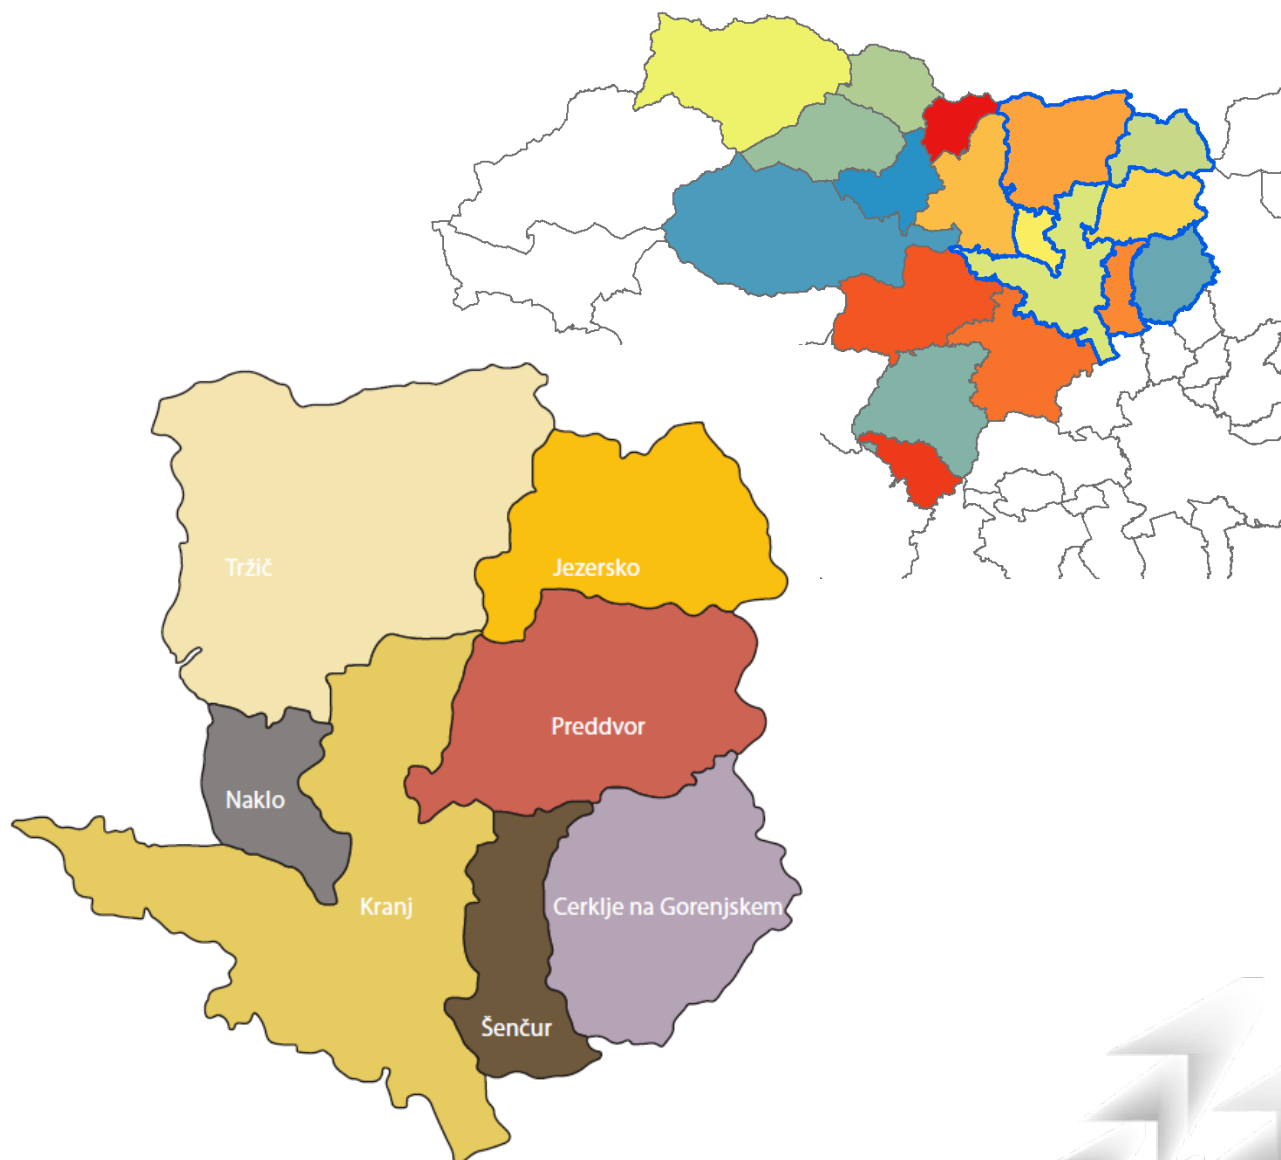 Tržič
Jezersko
Preddvor
Naklo
Kranj
Cerklje na Gorenjskem
Šenčur